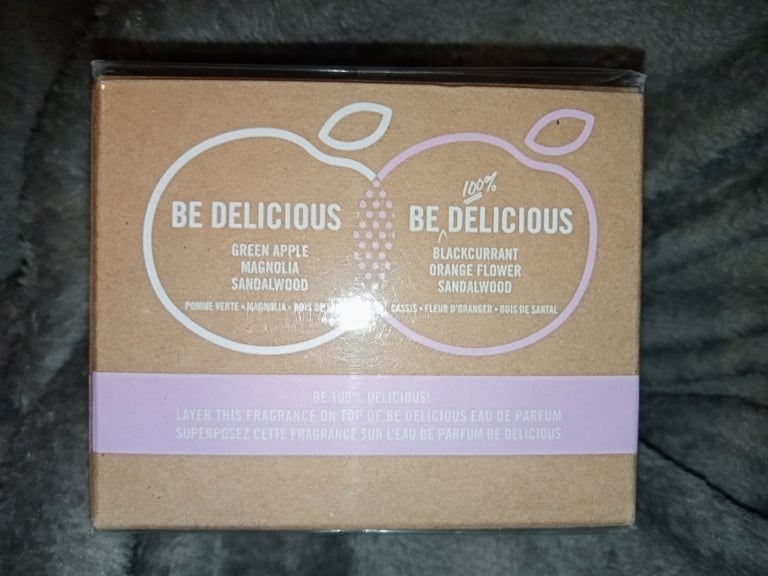 BE DELICIOUS
GREEN APPLE
MAGNOLIA
SANDALWOOD
POMME VERTE • MAGNOLIA • BOIS DE
100%
BE DELICIOUS
BLACKCURRANT
ORANGE FLOWER
SANDALWOOD
CASSIS • FLEUR D'ORANGER • BOIS DE SANTAL
BE 100% DELICIOUS!
LAYER THIS FRAGRANCE ON TOP OF BE DELICIOUS EAU DE PARFUM
SUPERPOSEZ CETTE FRAGRANCE SUR L'EAU DE PARFUM BE DELICIOUS